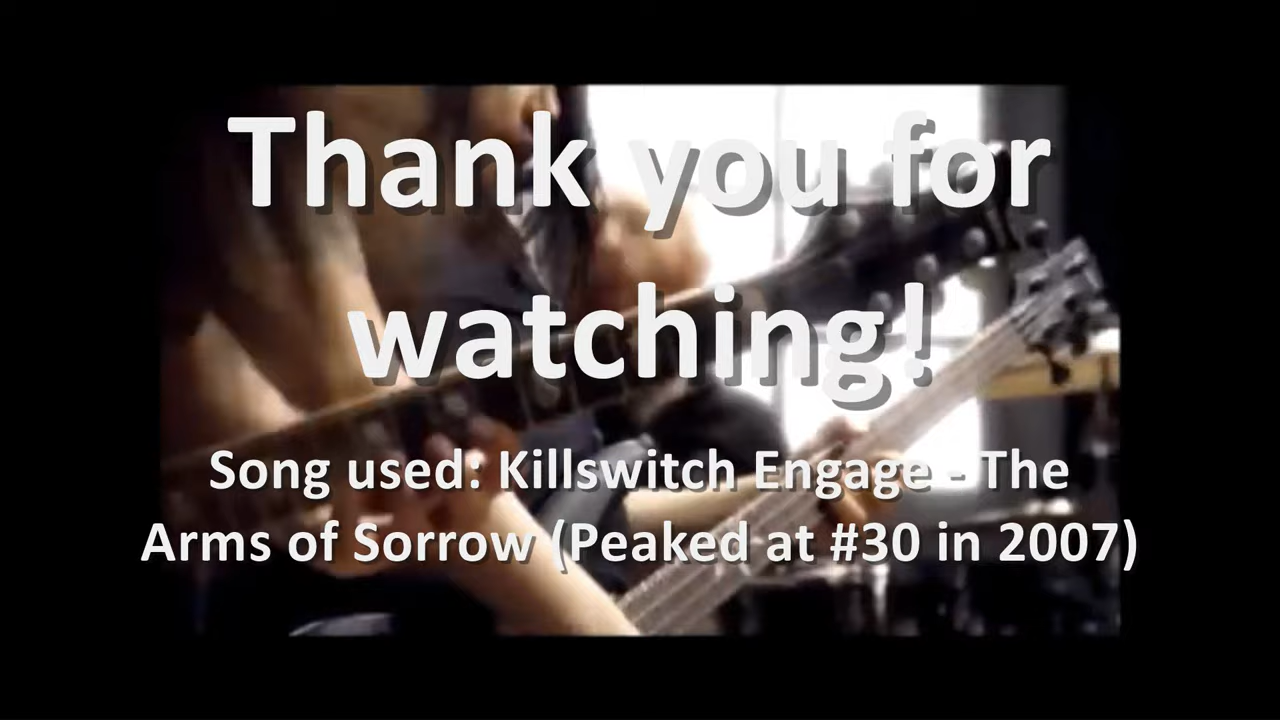 Thank you for
watching!
Song used: Killswitch Engage - The
Arms of Sorrow (Peaked at #30 in 2007)